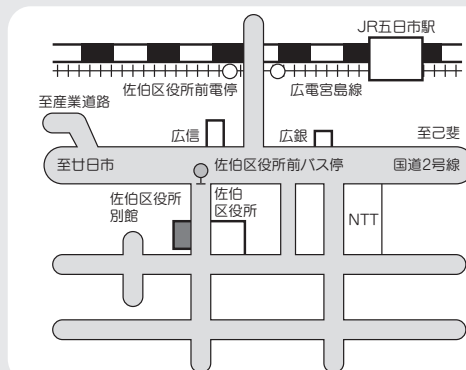 JR五日市駅
佐伯区役所前電停
広電宮島線
至産業道路
広信
広銀
至己斐
至廿日市
佐伯区役所前バス停
国道2号線
佐伯区役所
別館
佐伯
区役所
NTT